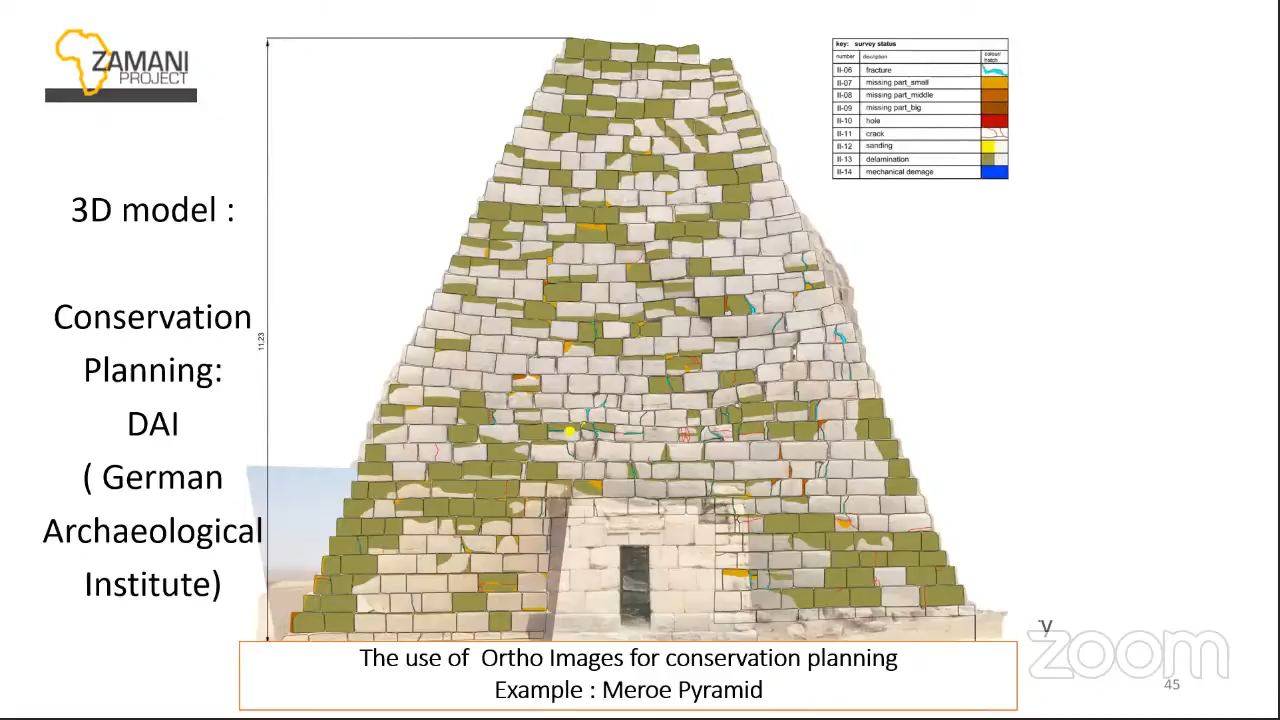 ZAMANI
PROJECT
3D model :
Conservation
Planning:
DAI
( German
Archaeological
Institute)
11,23
key: survey status
number description colour/
hatch
II-06 fracture
II-07 missing part_small
II-08 missing part_middle
II-09 missing part_big
II-10 hole
II-11 crack
II-12 sanding
II-13 delamination
II-14 mechanical demage
The use of Ortho Images for conservation planning
Example : Meroe Pyramid
y
zoom
45